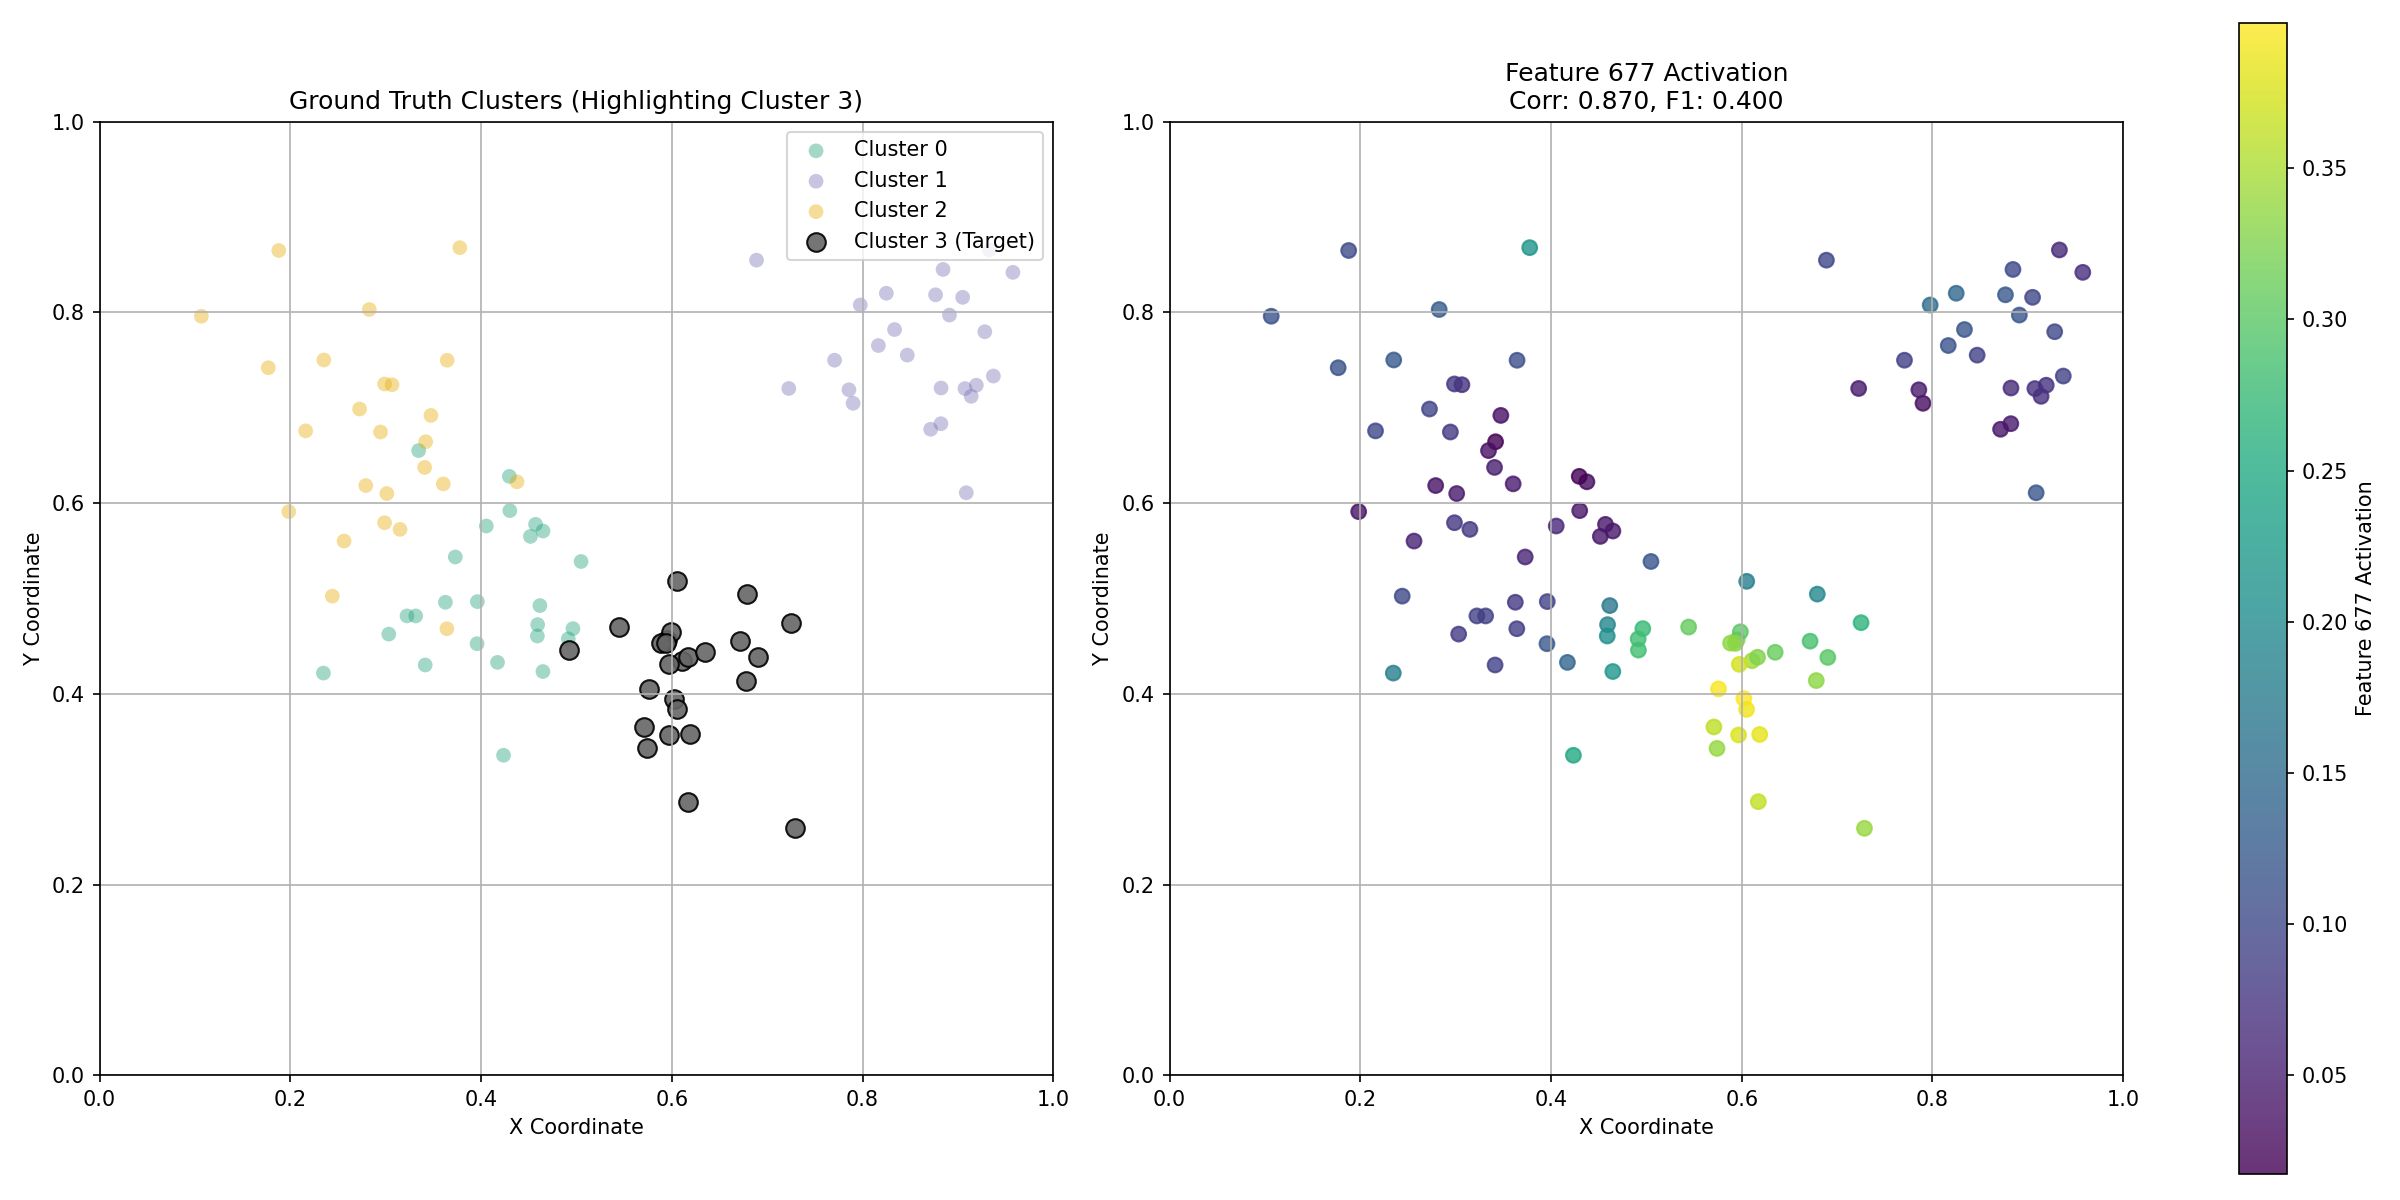 Ground Truth Clusters (Highlighting Cluster 3)
Cluster 0
Cluster 1
Cluster 2
Cluster 3 (Target)
1.0
0.8
0.6
0.4
0.2
0.0
Y Coordinate
0.0 0.2 0.4 0.6 0.8 1.0
X Coordinate
Feature 677 Activation
Corr: 0.870, F1: 0.400
1.0
0.8
0.6
0.4
0.2
0.0
Y Coordinate
0.0 0.2 0.4 0.6 0.8 1.0
X Coordinate
0.35
0.30
0.25
0.20
0.15
0.10
0.05
Feature 677 Activation